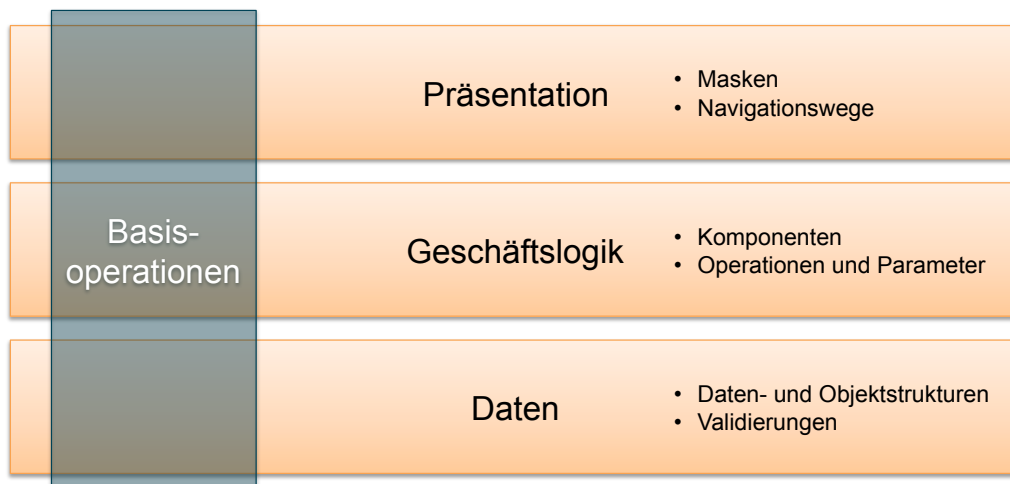 Präsentation
• Masken
• Navigationswege
Basis-
operationen
Geschäftslogik
• Komponenten
• Operationen und Parameter
Daten
• Daten- und Objektstrukturen
• Validierungen